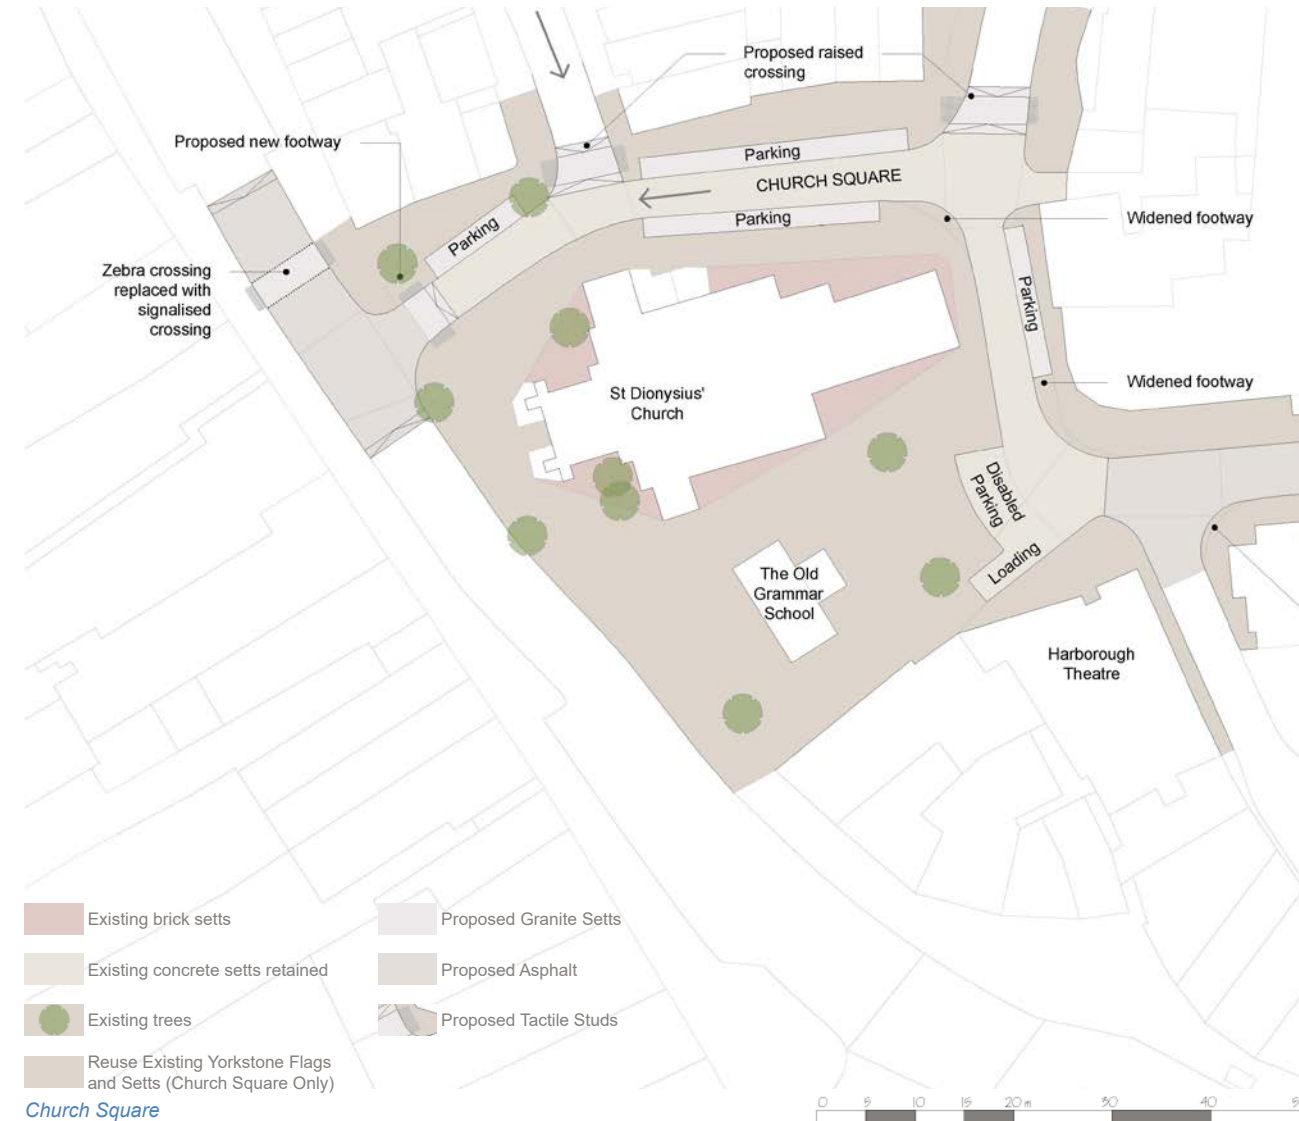 Proposed raised
crossing
Proposed new footway
Parking
CHURCH SQUARE
Parking
Widened footway
Parking
Zebra crossing
replaced with
signalised
crossing
Parking
Widened footway
St Dionysius'
Church
Disabled
Parking
Loading
The Old
Grammar
School
Harborough
Theatre
Existing brick setts
Existing concrete setts retained
Existing trees
Reuse Existing Yorkstone Flags
and Setts (Church Square Only)
Proposed Granite Setts
Proposed Asphalt
Proposed Tactile Studs
Church Square
0 5 10 15 20 m 30 40